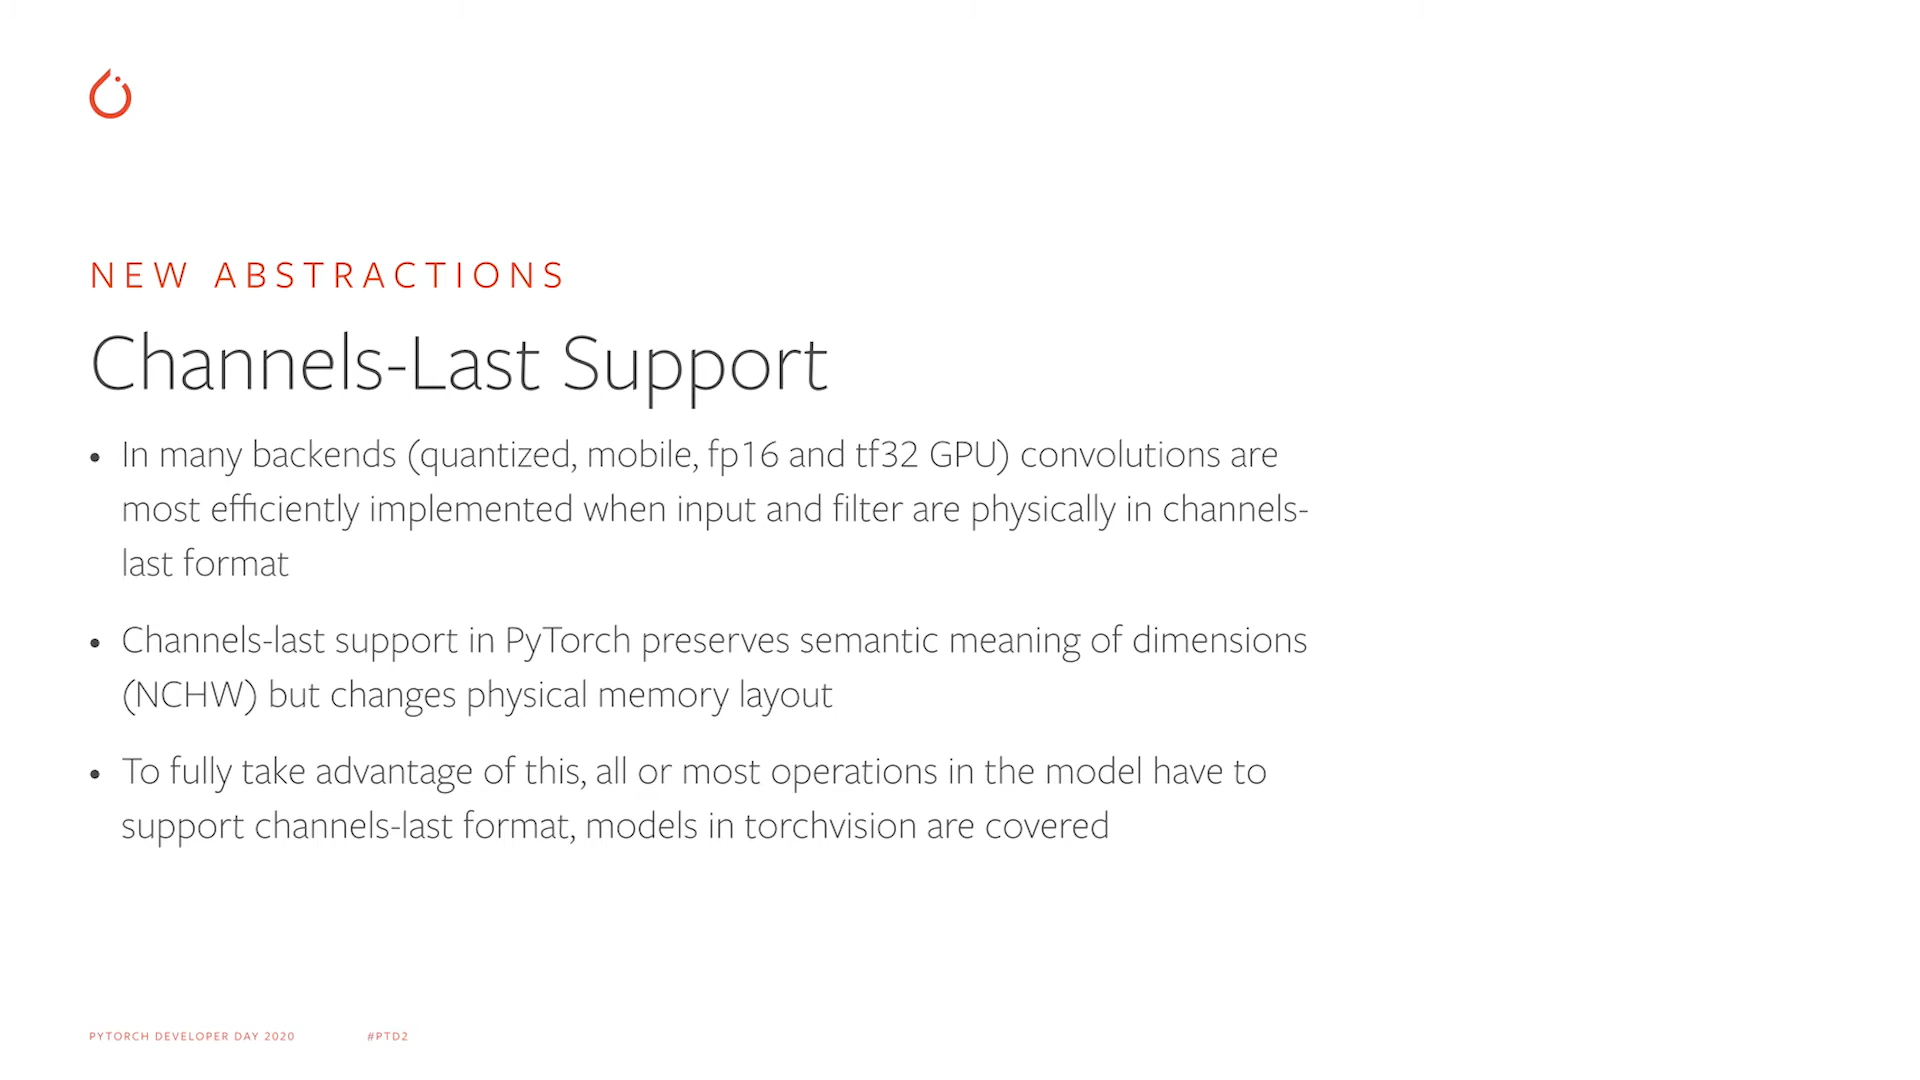 NEW ABSTRACTIONS
Channels-Last Support
• In many backends (quantized, mobile, fp16 and tf32 GPU) convolutions are
most efficiently implemented when input and filter are physically in channels-
last format
• Channels-last support in PyTorch preserves semantic meaning of dimensions
(NCHW) but changes physical memory layout
• To fully take advantage of this, all or most operations in the model have to
support channels-last format, models in torchvision are covered
PYTORCH DEVELOPER DAY 2020 #PTD2